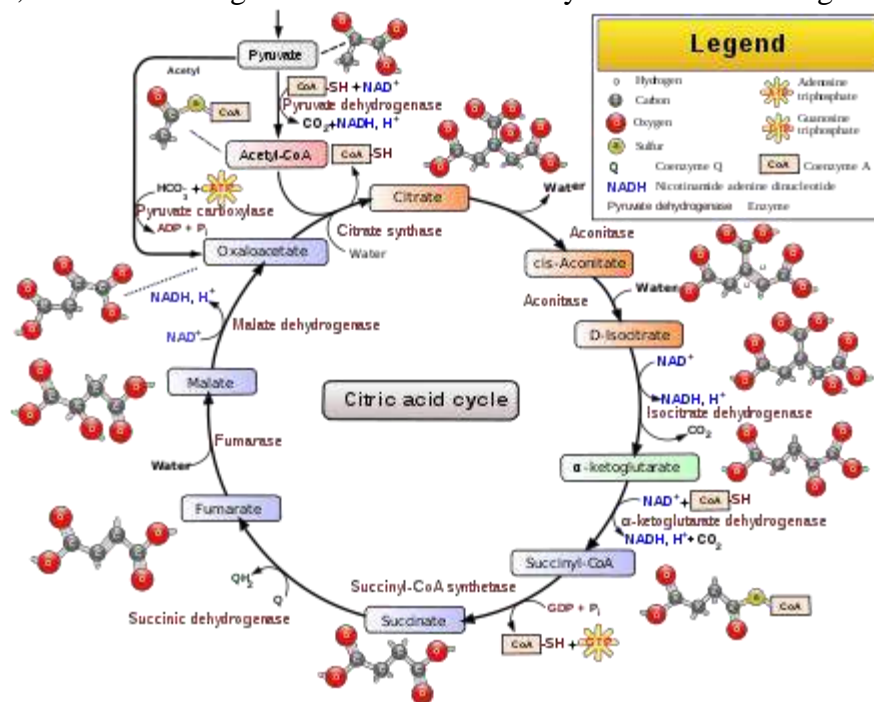 Pyruvate
Acetyl
CoA -SH + NAD⁺
Pyruvate dehydrogenase
CO₂ + NADH, H⁺
CoA
Acetyl-CoA
CoA -SH
HCO₃⁻ + ATP
Pyruvate carboxylase
ADP + Pᵢ
Citrate
Water
Citrate synthase
Water
Oxaloacetate
Aconitase
cis-Aconitate
Water
Aconitase
D-Isocitrate
NAD⁺
NADH, H⁺
Isocitrate dehydrogenase
CO₂
α-ketoglutarate
NAD⁺ + CoA -SH
α-ketoglutarate dehydrogenase
NADH, H⁺ + CO₂
Succinyl-CoA
CoA
Succinyl-CoA synthetase
GDP + Pᵢ
CoA -SH + GTP
Succinate
QH₂
Q
Succinic dehydrogenase
Fumarate
Water
Fumarase
Malate
NADH, H⁺
NAD⁺
Malate dehydrogenase
Citric acid cycle
Legend
Hydrogen
Carbon
Oxygen
Sulfur
Q Coenzyme Q
NADH Nicotinamide adenine dinucleotide
Pyruvate dehydrogenase Enzyme
ATP Adenosine triphosphate
GTP Guanosine triphosphate
CoA Coenzyme A